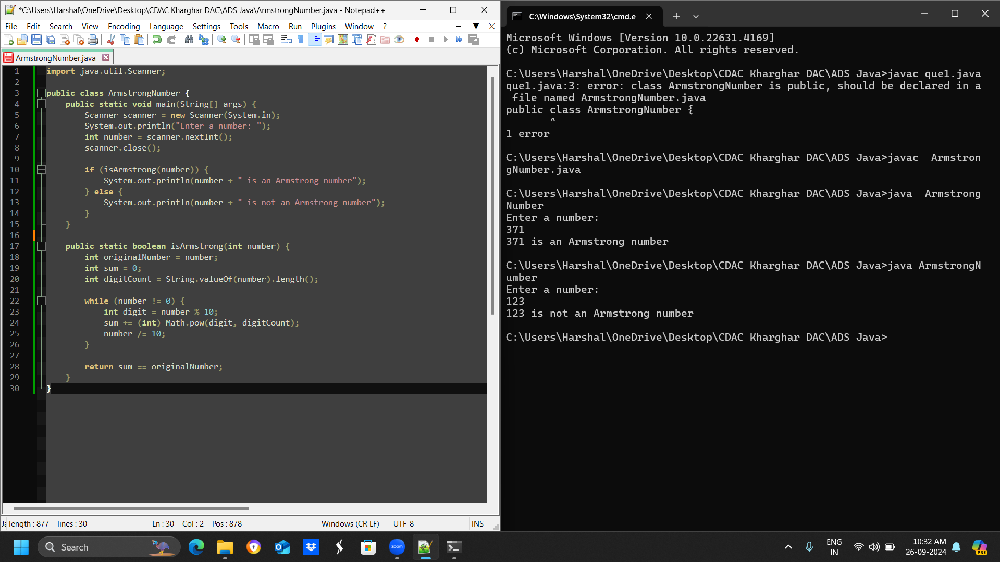 *C:\Users\Harshal\OneDrive\Desktop\CDAC Kharghar DAC\ADS Java\ArmstrongNumber.java - Notepad++
File Edit Search View Encoding Language Settings Tools Macro Run Plugins Window ?
ArmstrongNumber.java
1 import java.util.Scanner;
2
3 public class ArmstrongNumber {
4 public static void main(String[] args) {
5 Scanner scanner = new Scanner(System.in);
6 System.out.println("Enter a number: ");
7 int number = scanner.nextInt();
8 scanner.close();
9
10 if (isArmstrong(number)) {
11 System.out.println(number + " is an Armstrong number");
12 } else {
13 System.out.println(number + " is not an Armstrong number");
14 }
15 }
16
17 public static boolean isArmstrong(int number) {
18 int originalNumber = number;
19 int sum = 0;
20 int digitCount = String.valueOf(number).length();
21
22 while (number != 0) {
23 int digit = number % 10;
24 sum += (int) Math.pow(digit, digitCount);
25 number /= 10;
26 }
27
28 return sum == originalNumber;
29 }
30 }
Ja length : 877 lines : 30 Ln : 30 Col : 2 Pos : 878 Windows (CR LF) UTF-8 INS
C:\Windows\System32\cmd.e
Microsoft Windows [Version 10.0.22631.4169]
(c) Microsoft Corporation. All rights reserved.
C:\Users\Harshal\OneDrive\Desktop\CDAC Kharghar DAC\ADS Java>javac que1.java
que1.java:3: error: class ArmstrongNumber is public, should be declared in a
file named ArmstrongNumber.java
public class ArmstrongNumber {
^
1 error
C:\Users\Harshal\OneDrive\Desktop\CDAC Kharghar DAC\ADS Java>javac  Armstron
gNumber.java
C:\Users\Harshal\OneDrive\Desktop\CDAC Kharghar DAC\ADS Java>java  Armstrong
Number
Enter a number:
371
371 is an Armstrong number
C:\Users\Harshal\OneDrive\Desktop\CDAC Kharghar DAC\ADS Java>java ArmstrongN
umber
Enter a number:
123
123 is not an Armstrong number
C:\Users\Harshal\OneDrive\Desktop\CDAC Kharghar DAC\ADS Java>
Search
zoom
ENG
IN
10:32 AM
26-09-2024
PRE